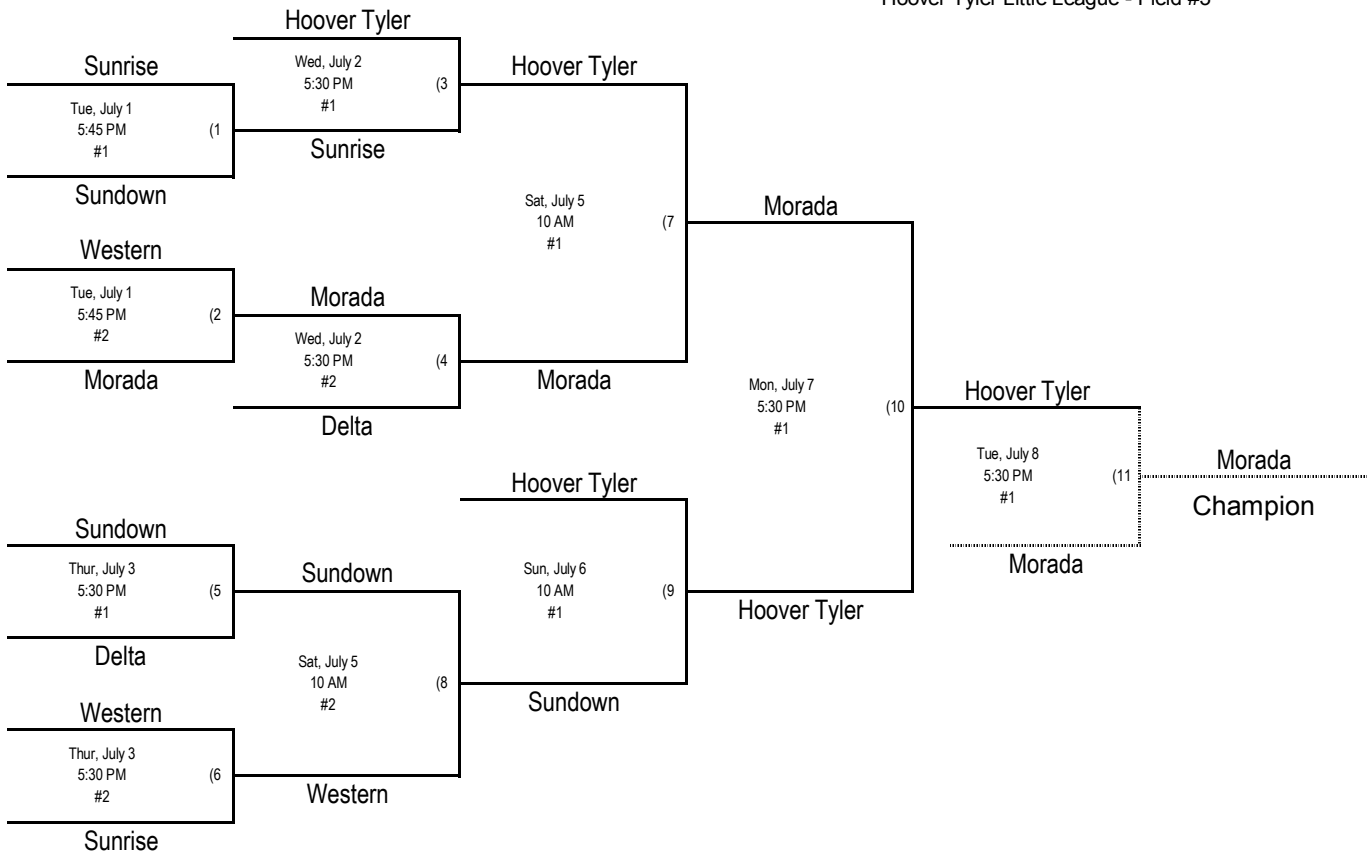 Hoover Tyler Little League - Field #3
Hoover Tyler
Sunrise
Wed, July 2
5:30 PM
#1
(3
Hoover Tyler
Tue, July 1
5:45 PM
#1
(1
Sunrise
Sundown
Sat, July 5
10 AM
#1
(7
Morada
Western
Tue, July 1
5:45 PM
#2
(2
Morada
Morada
Wed, July 2
5:30 PM
#2
(4
Morada
Delta
Mon, July 7
5:30 PM
#1
(10
Hoover Tyler
Tue, July 8
5:30 PM
#1
(11
Morada
Champion
Morada
Hoover Tyler
Sundown
Thur, July 3
5:30 PM
#1
(5
Sundown
Sun, July 6
10 AM
#1
(9
Hoover Tyler
Delta
Sat, July 5
10 AM
#2
(8
Sundown
Western
Thur, July 3
5:30 PM
#2
(6
Western
Sunrise